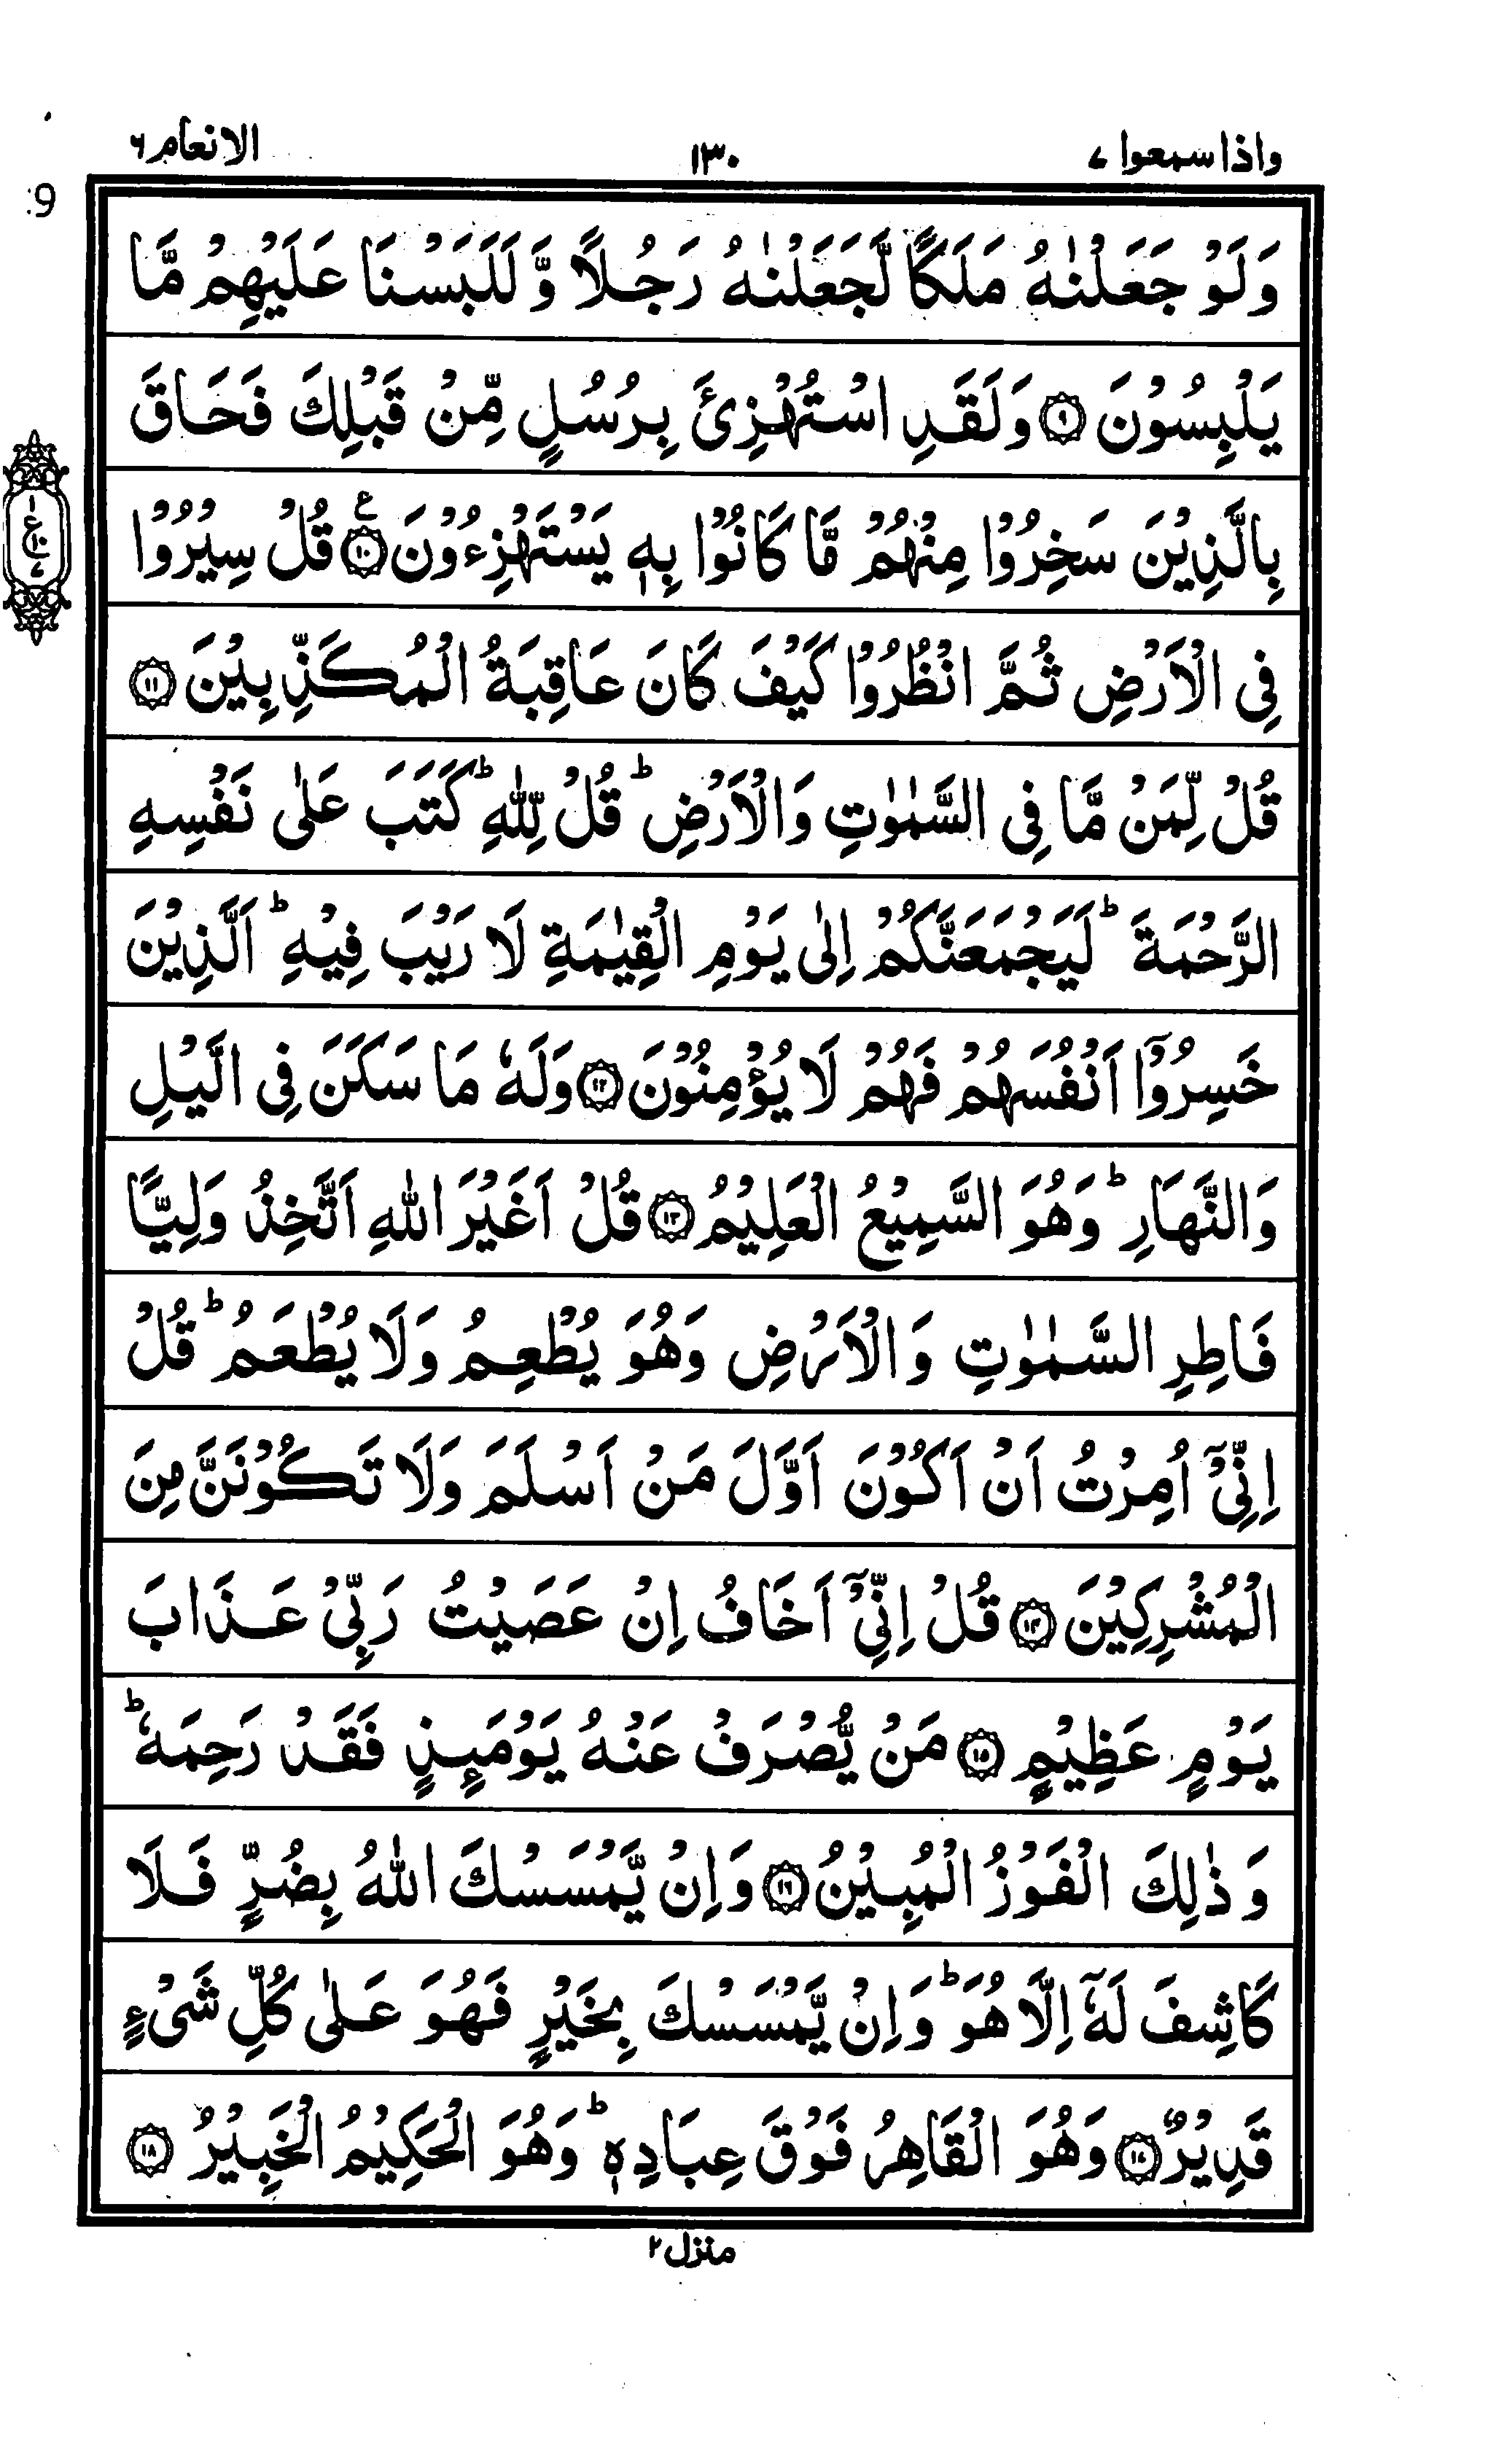 واذا سمعوا ٧
١٣٠
الانعام ٦
9:
وَلَوْ جَعَلْنٰهُ مَلَكًا لَّجَعَلْنٰهُ رَجُلًا وَّ لَلَبَسْنَا عَلَيْهِمْ مَّا
يَلْبِسُوْنَ ۝٩ وَلَقَدِ اسْتُهْزِئَ بِرُسُلٍ مِّنْ قَبْلِكَ فَحَاقَ
بِالَّذِيْنَ سَخِرُوْا مِنْهُمْ مَّا كَانُوْا بِهٖ يَسْتَهْزِءُوْنَ ۝١٠ ع قُلْ سِيْرُوْا
ع
١٠
٧
فِى الْاَرْضِ ثُمَّ انْظُرُوْا كَيْفَ كَانَ عَاقِبَةُ الْمُكَذِّبِيْنَ ۝١١
قُلْ لِّمَنْ مَّا فِى السَّمٰوٰتِ وَالْاَرْضِ ؕ قُلْ لِّلّٰهِ ؕ كَتَبَ عَلٰى نَفْسِهِ
الرَّحْمَةَ ؕ لَيَجْمَعَنَّكُمْ اِلٰى يَوْمِ الْقِيٰمَةِ لَا رَيْبَ فِيْهِ ؕ اَلَّذِيْنَ
خَسِرُوْۤا اَنْفُسَهُمْ فَهُمْ لَا يُؤْمِنُوْنَ ۝١٢ وَلَهٗ مَا سَكَنَ فِى الَّيْلِ
وَالنَّهَارِ ؕ وَهُوَ السَّمِيْعُ الْعَلِيْمُ ۝١٣ قُلْ اَغَيْرَ اللّٰهِ اَتَّخِذُ وَلِيًّا
فَاطِرِ السَّمٰوٰتِ وَالْاَرْضِ وَهُوَ يُطْعِمُ وَلَا يُطْعَمُ ؕ قُلْ
اِنِّىْۤ اُمِرْتُ اَنْ اَكُوْنَ اَوَّلَ مَنْ اَسْلَمَ وَلَا تَكُوْنَنَّ مِنَ
الْمُشْرِكِيْنَ ۝١٤ قُلْ اِنِّىْۤ اَخَافُ اِنْ عَصَيْتُ رَبِّىْ عَذَابَ
يَوْمٍ عَظِيْمٍ ۝١٥ مَنْ يُّصْرَفْ عَنْهُ يَوْمَئِذٍ فَقَدْ رَحِمَهٗ ؕ
وَذٰلِكَ الْفَوْزُ الْمُبِيْنُ ۝١٦ وَاِنْ يَّمْسَسْكَ اللّٰهُ بِضُرٍّ فَلَا
كَاشِفَ لَهٗۤ اِلَّا هُوَ ؕ وَاِنْ يَّمْسَسْكَ بِخَيْرٍ فَهُوَ عَلٰى كُلِّ شَىْءٍ
قَدِيْرٌ ۝١٧ وَهُوَ الْقَاهِرُ فَوْقَ عِبَادِهٖ ؕ وَهُوَ الْحَكِيْمُ الْخَبِيْرُ ۝١٨
منزل ٢